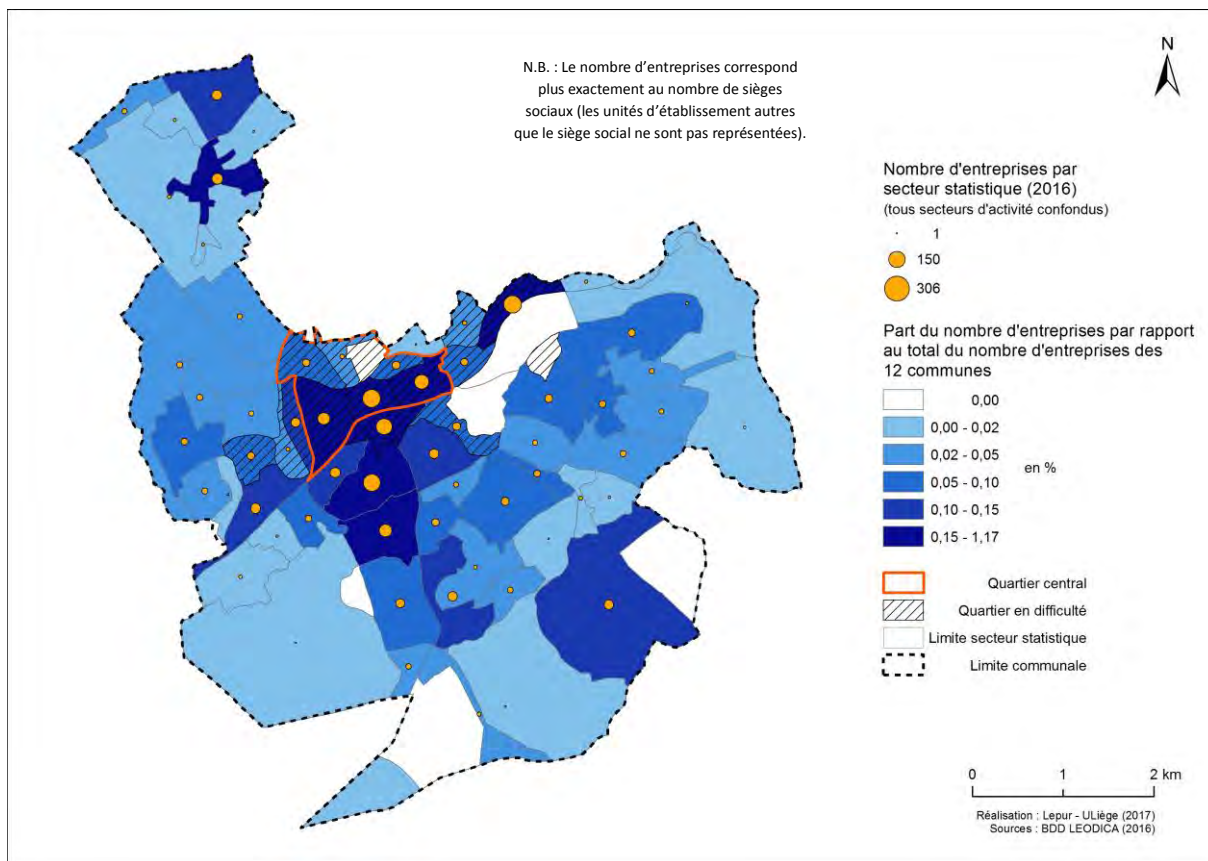 N.B. : Le nombre d'entreprises correspond
plus exactement au nombre de sièges
sociaux (les unités d'établissement autres
que le siège social ne sont pas représentées).
N
Nombre d'entreprises par
secteur statistique (2016)
(tous secteurs d'activité confondus)
1
150
306
Part du nombre d'entreprises par rapport
au total du nombre d'entreprises des
12 communes
0,00
0,00 - 0,02
0,02 - 0,05
en %
0,05 - 0,10
0,10 - 0,15
0,15 - 1,17
Quartier central
Quartier en difficulté
Limite secteur statistique
Limite communale
0 1 2 km
Réalisation : Lepur - ULiège (2017)
Sources : BDD LEODICA (2016)